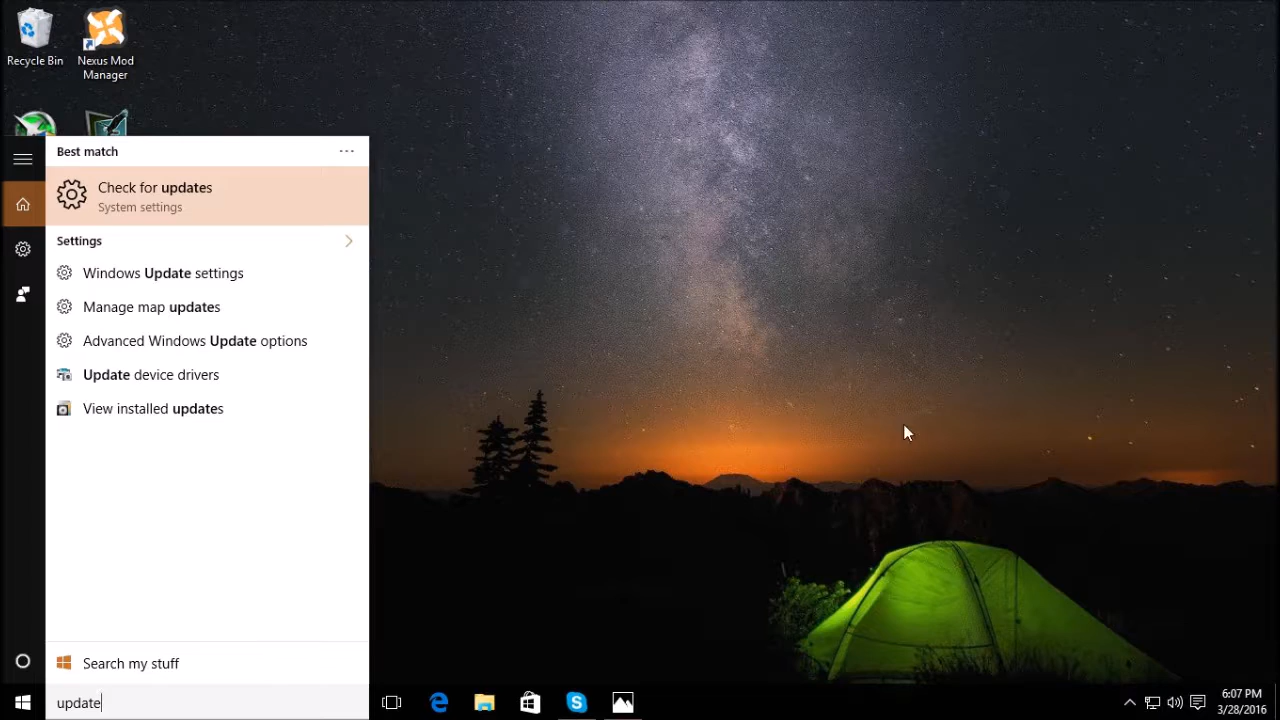 Recycle Bin
Nexus Mod
Manager
Best match
Check for updates
System settings
Settings
Windows Update settings
Manage map updates
Advanced Windows Update options
Update device drivers
View installed updates
Search my stuff
update
6:07 PM
3/28/2016